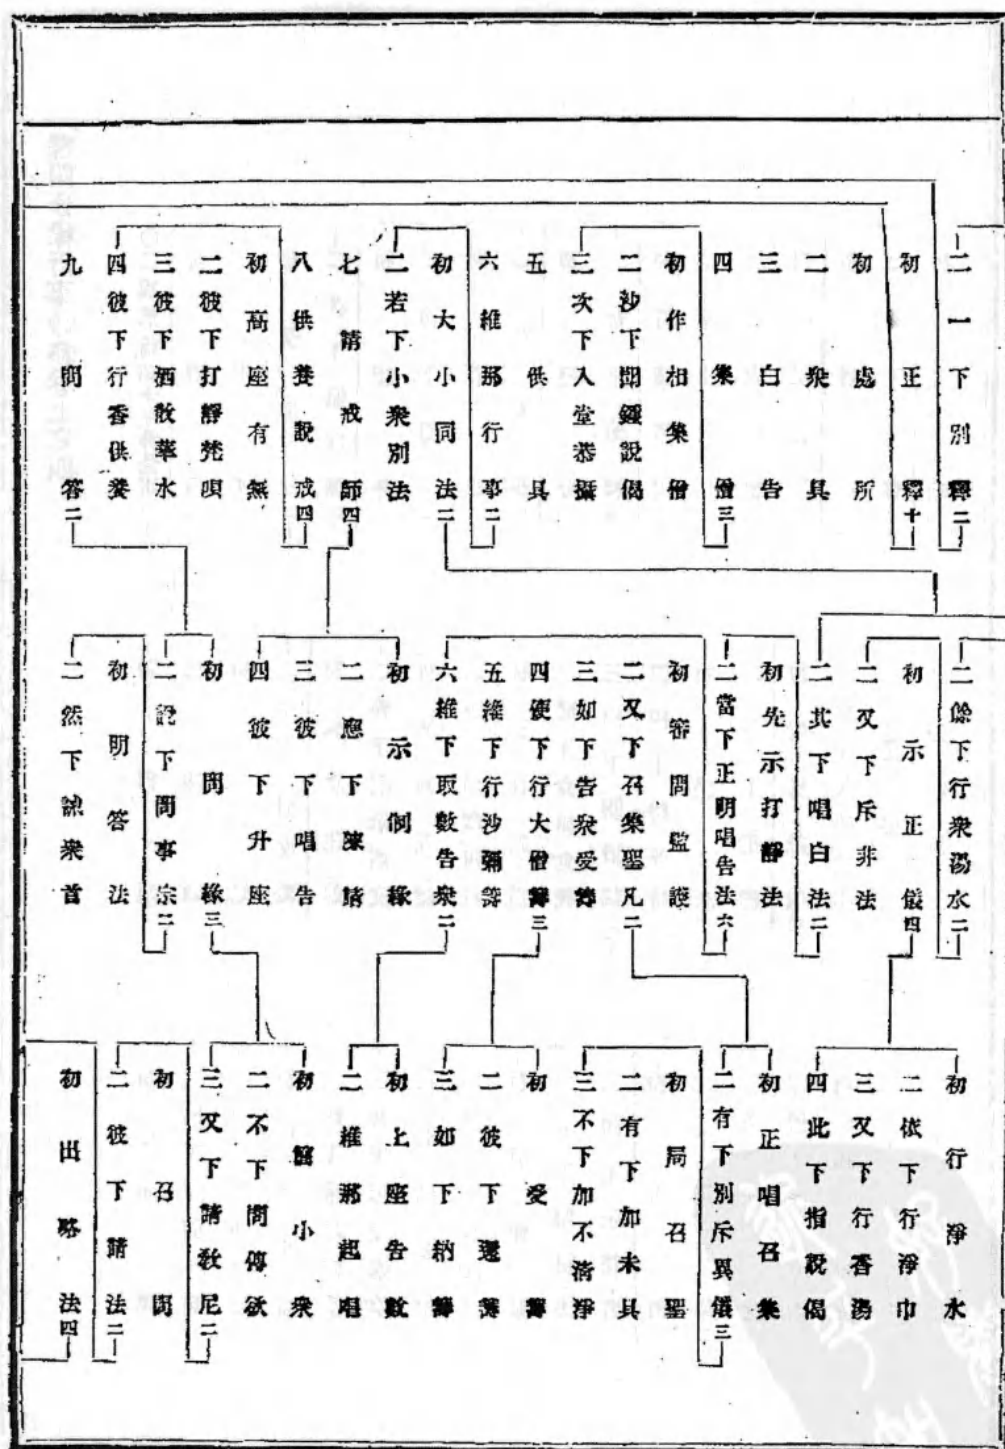 二一下別釋二
初正釋十
初處所
二衆具
三白告
四集僧三
初作相集僧
二沙下聞鐘說偈
三次下入堂恭攝
五供具
六維那行事二
初大小同法二
二若下小衆別法
七請戒師四
八供養說戒四
初高座有無
二彼下打靜梵唄
三彼下洒散華水
四彼下行香供養
九問答二
二餘下行衆湯水二
初示正儀四
二又下斥非法
二其下唱白法二
初先示打靜法
二當下正明唱告法六
初審問監護
二又下召集聖凡二
三如下告衆受籌
四硬下行大僧籌三
五維下行沙彌籌
六維下取數告衆二
初示制緣
二應下陳請
三彼下唱告
四彼下升座
初問緣三
二說下問事宗二
初明答法
二然下誡衆首
初行淨水
二依下行淨巾
三又下行香湯
四此下指說偈
初正唱召集
二有下別斥異儀三
初局召聖
二有下加未具
三不下加不清淨
初受籌
二彼下還籌
三如下納籌
初上座告數
二維那起唱
初簡小衆
二不下問傳欲
三又下請教尼二
初召問
二彼下請法二
初出略法四